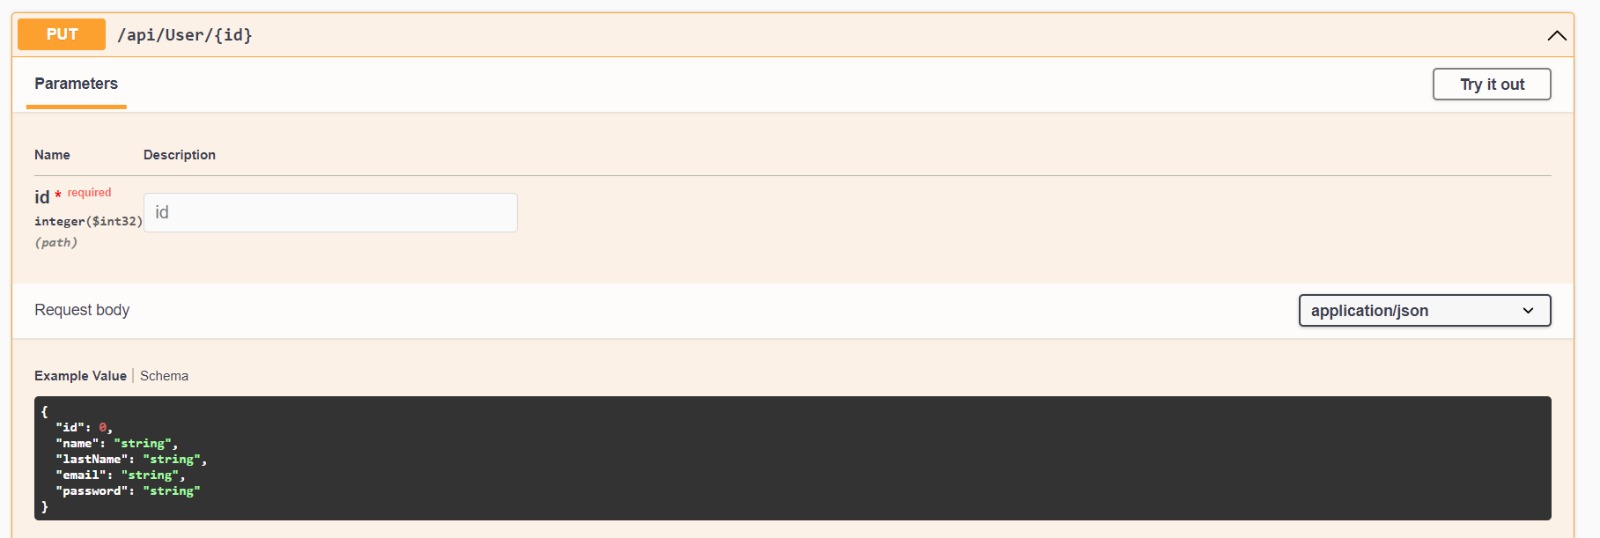 PUT /api/User/{id}
Parameters
Try it out
Name Description
id * required
integer($int32)
(path)
id
Request body
application/json
Example Value | Schema
{
  "id": 0,
  "name": "string",
  "lastName": "string",
  "email": "string",
  "password": "string"
}